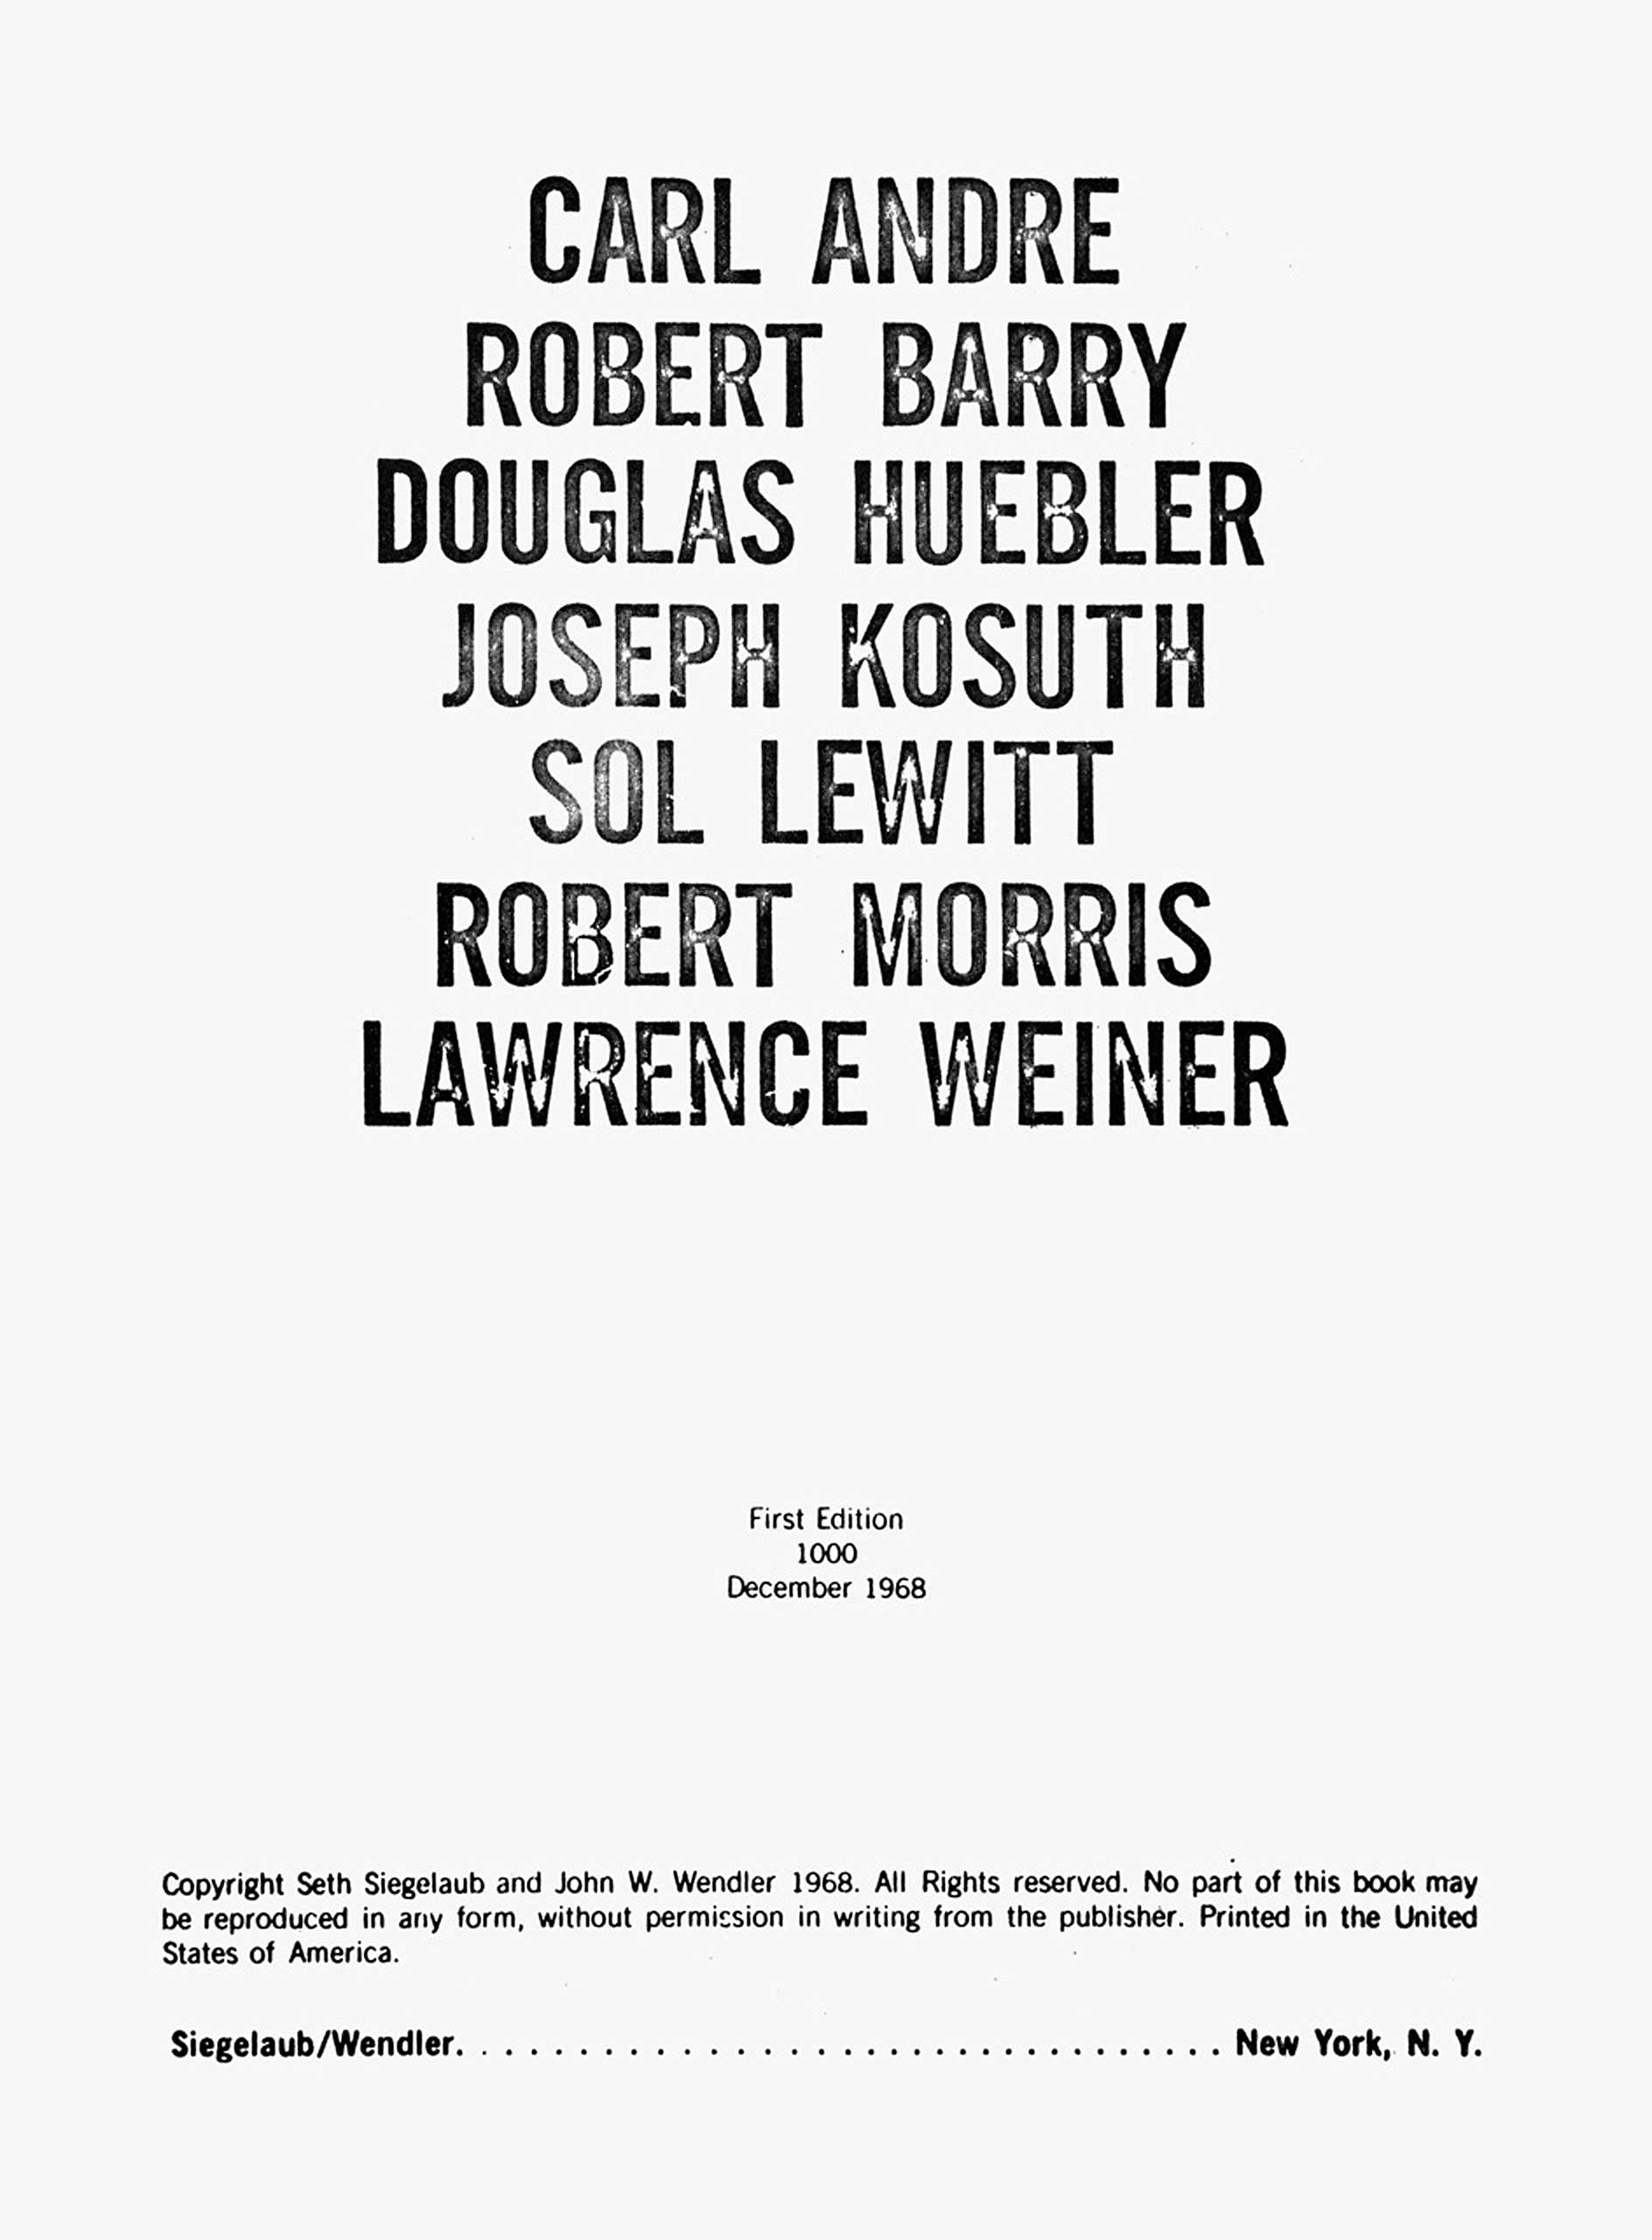 CARL ANDRE
ROBERT BARRY
DOUGLAS HUEBLER
JOSEPH KOSUTH
SOL LEWITT
ROBERT MORRIS
LAWRENCE WEINER
First Edition
1000
December 1968
Copyright Seth Siegelaub and John W. Wendler 1968. All Rights reserved. No part of this book may
be reproduced in any form, without permission in writing from the publisher. Printed in the United
States of America.
Siegelaub/Wendler. . . . . . . . . . . . . . . . . . . . . . . . . . . . . . . . New York, N. Y.